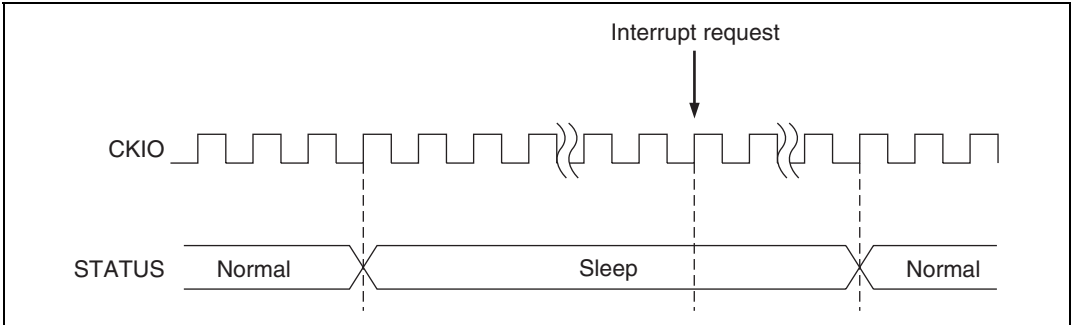 Interrupt request
CKIO
STATUS
Normal
Sleep
Normal